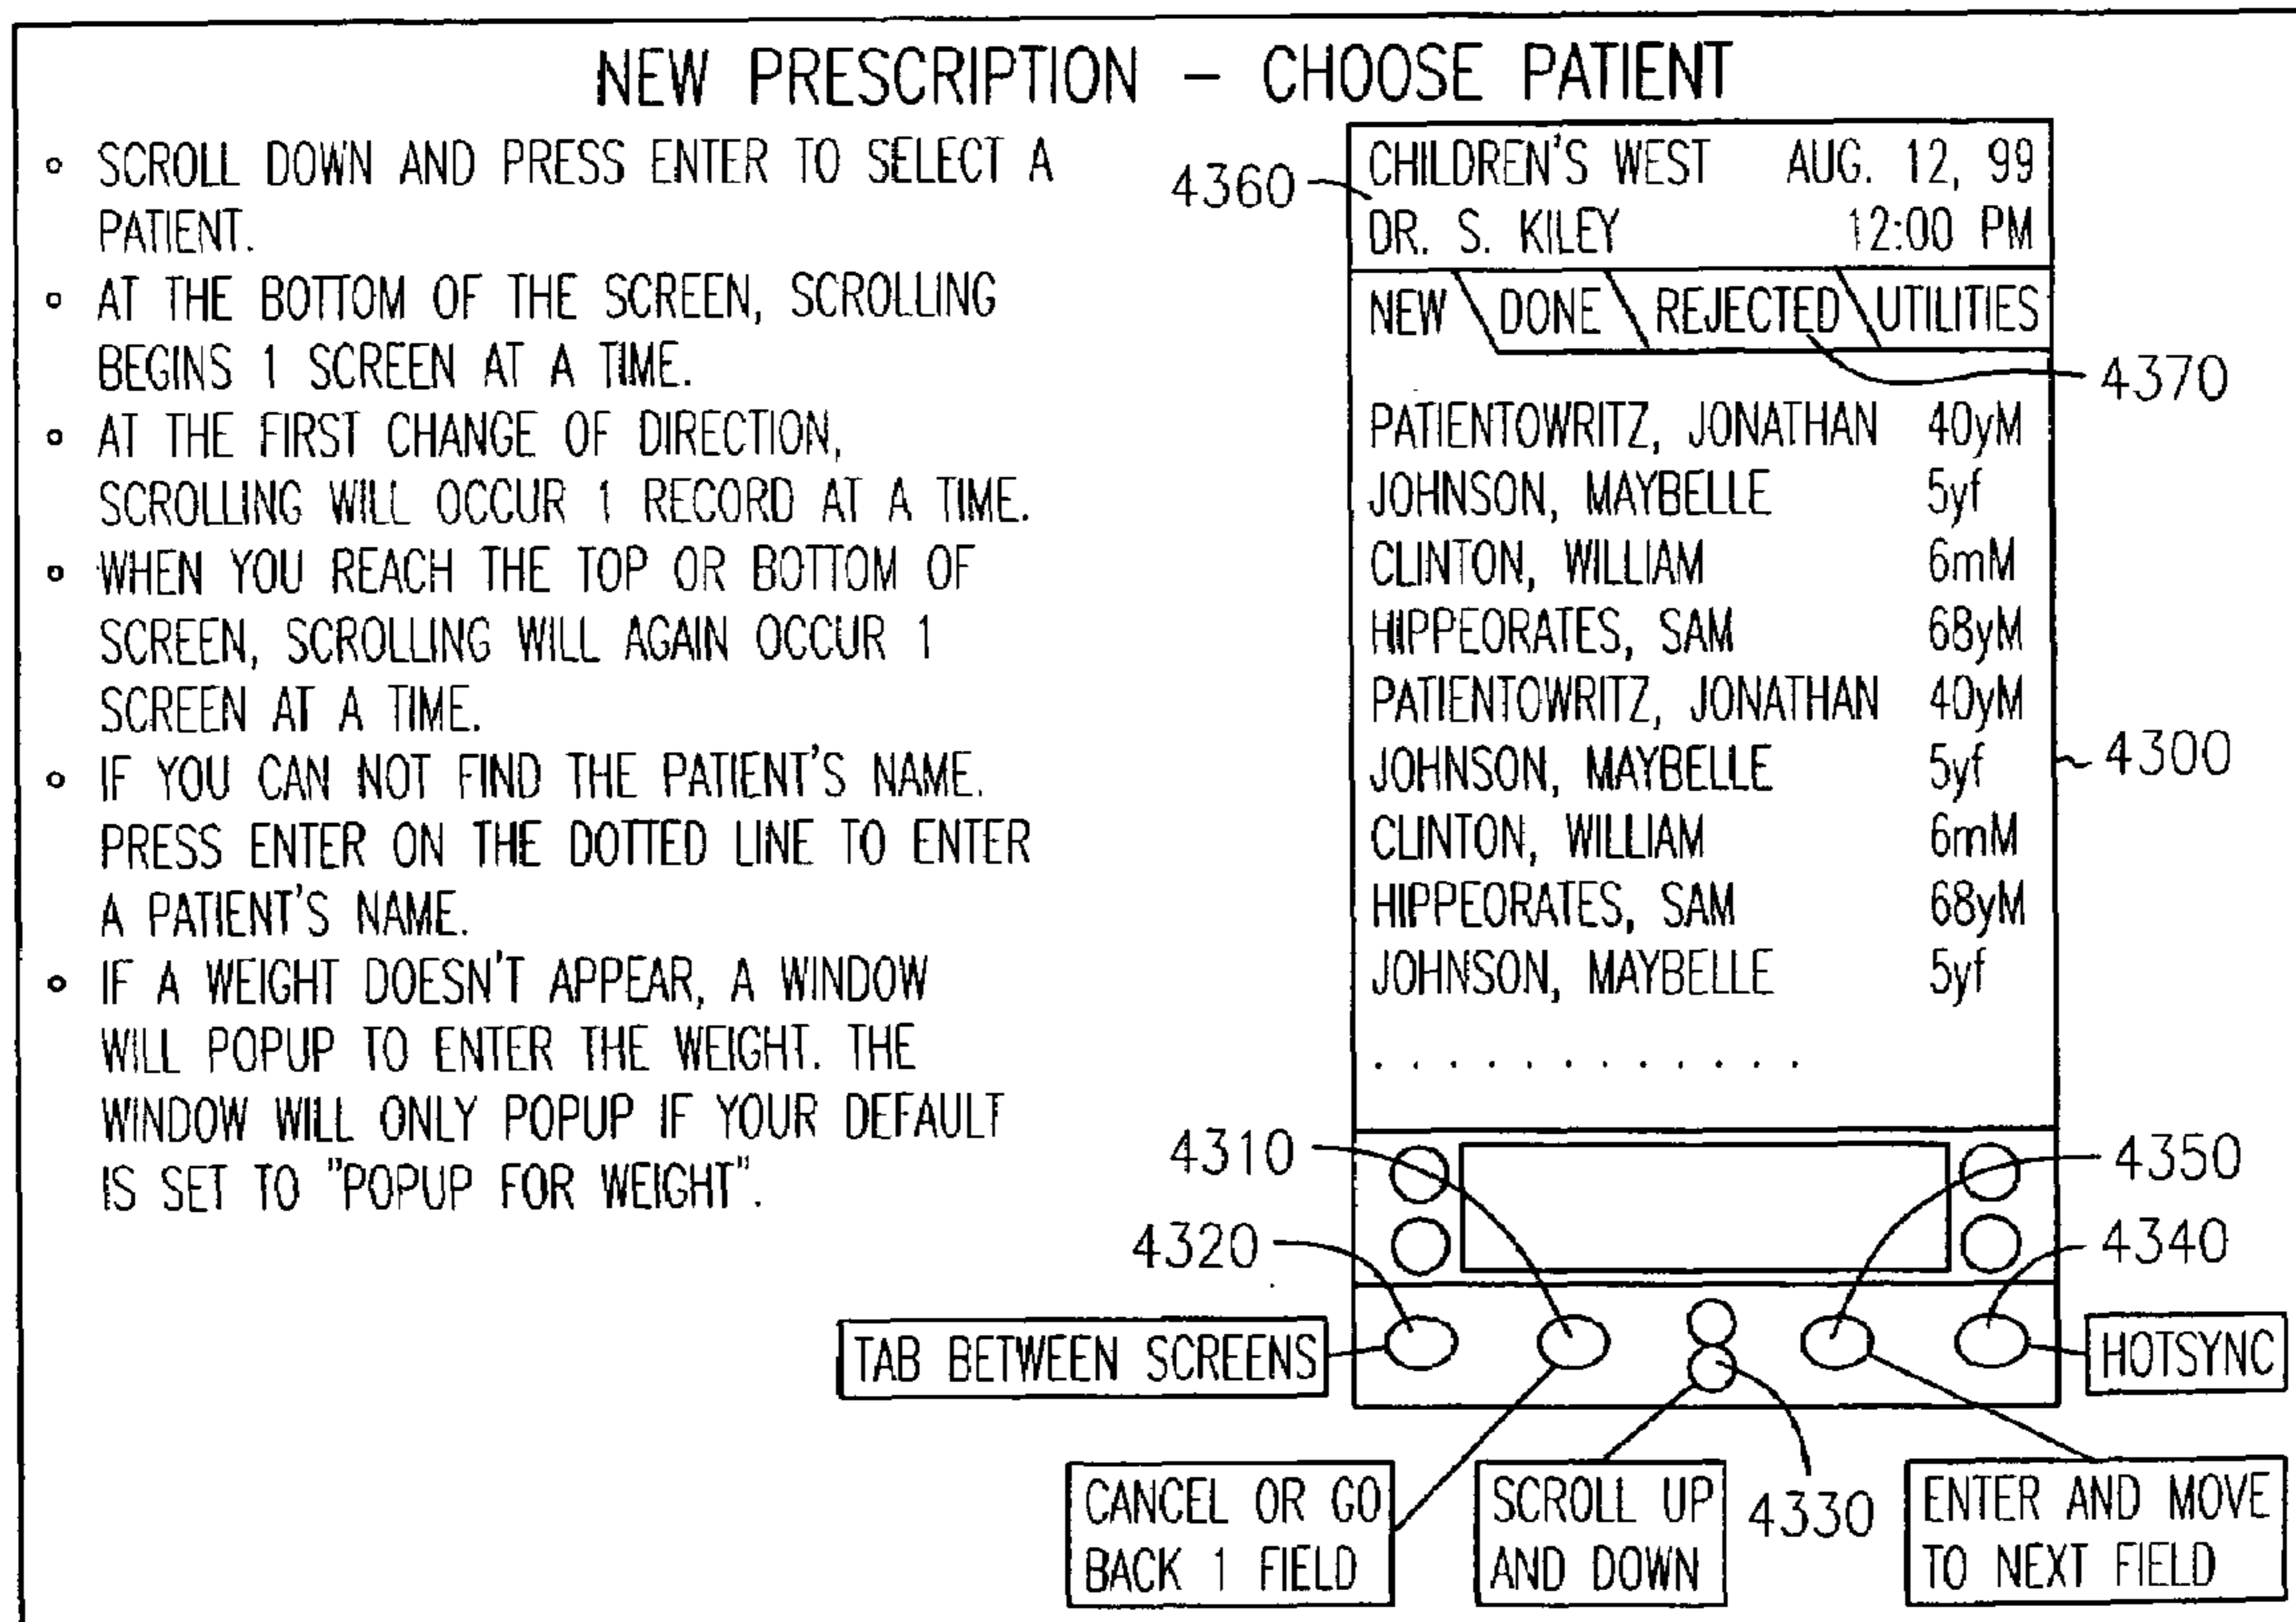 NEW PRESCRIPTION – CHOOSE PATIENT
∘ SCROLL DOWN AND PRESS ENTER TO SELECT A
PATIENT.
∘ AT THE BOTTOM OF THE SCREEN, SCROLLING
BEGINS 1 SCREEN AT A TIME.
∘ AT THE FIRST CHANGE OF DIRECTION,
SCROLLING WILL OCCUR 1 RECORD AT A TIME.
∘ WHEN YOU REACH THE TOP OR BOTTOM OF
SCREEN, SCROLLING WILL AGAIN OCCUR 1
SCREEN AT A TIME.
∘ IF YOU CAN NOT FIND THE PATIENT'S NAME.
PRESS ENTER ON THE DOTTED LINE TO ENTER
A PATIENT'S NAME.
∘ IF A WEIGHT DOESN'T APPEAR, A WINDOW
WILL POPUP TO ENTER THE WEIGHT. THE
WINDOW WILL ONLY POPUP IF YOUR DEFAULT
IS SET TO "POPUP FOR WEIGHT".
4360
CHILDREN'S WEST AUG. 12, 99
DR. S. KILEY 12:00 PM
NEW DONE REJECTED UTILITIES
4370
PATIENTOWRITZ, JONATHAN 40yM
JOHNSON, MAYBELLE 5yf
CLINTON, WILLIAM 6mM
HIPPEORATES, SAM 68yM
PATIENTOWRITZ, JONATHAN 40yM
JOHNSON, MAYBELLE 5yf
4300
CLINTON, WILLIAM 6mM
HIPPEORATES, SAM 68yM
JOHNSON, MAYBELLE 5yf
. . . . . . . . . . . .
4310
4350
4320
4340
TAB BETWEEN SCREENS
HOTSYNC
CANCEL OR GO
BACK 1 FIELD
SCROLL UP
AND DOWN
4330
ENTER AND MOVE
TO NEXT FIELD